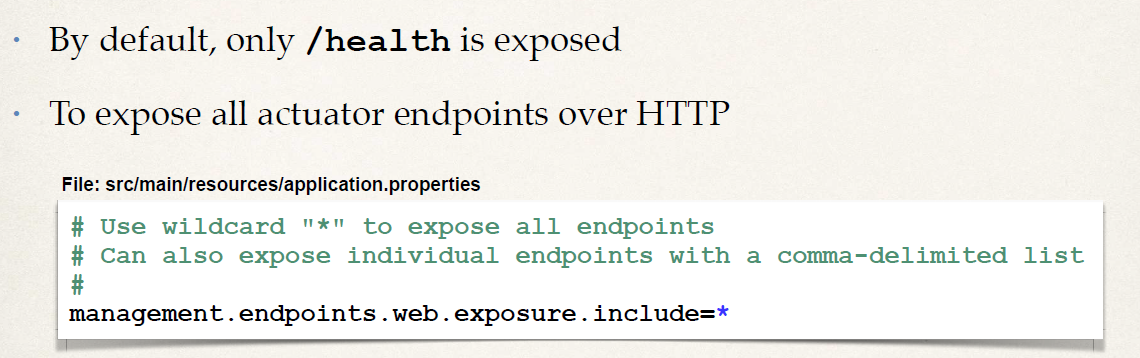 By default, only /health is exposed
To expose all actuator endpoints over HTTP
File: src/main/resources/application.properties
# Use wildcard "*" to expose all endpoints
# Can also expose individual endpoints with a comma-delimited list
#
management.endpoints.web.exposure.include=*